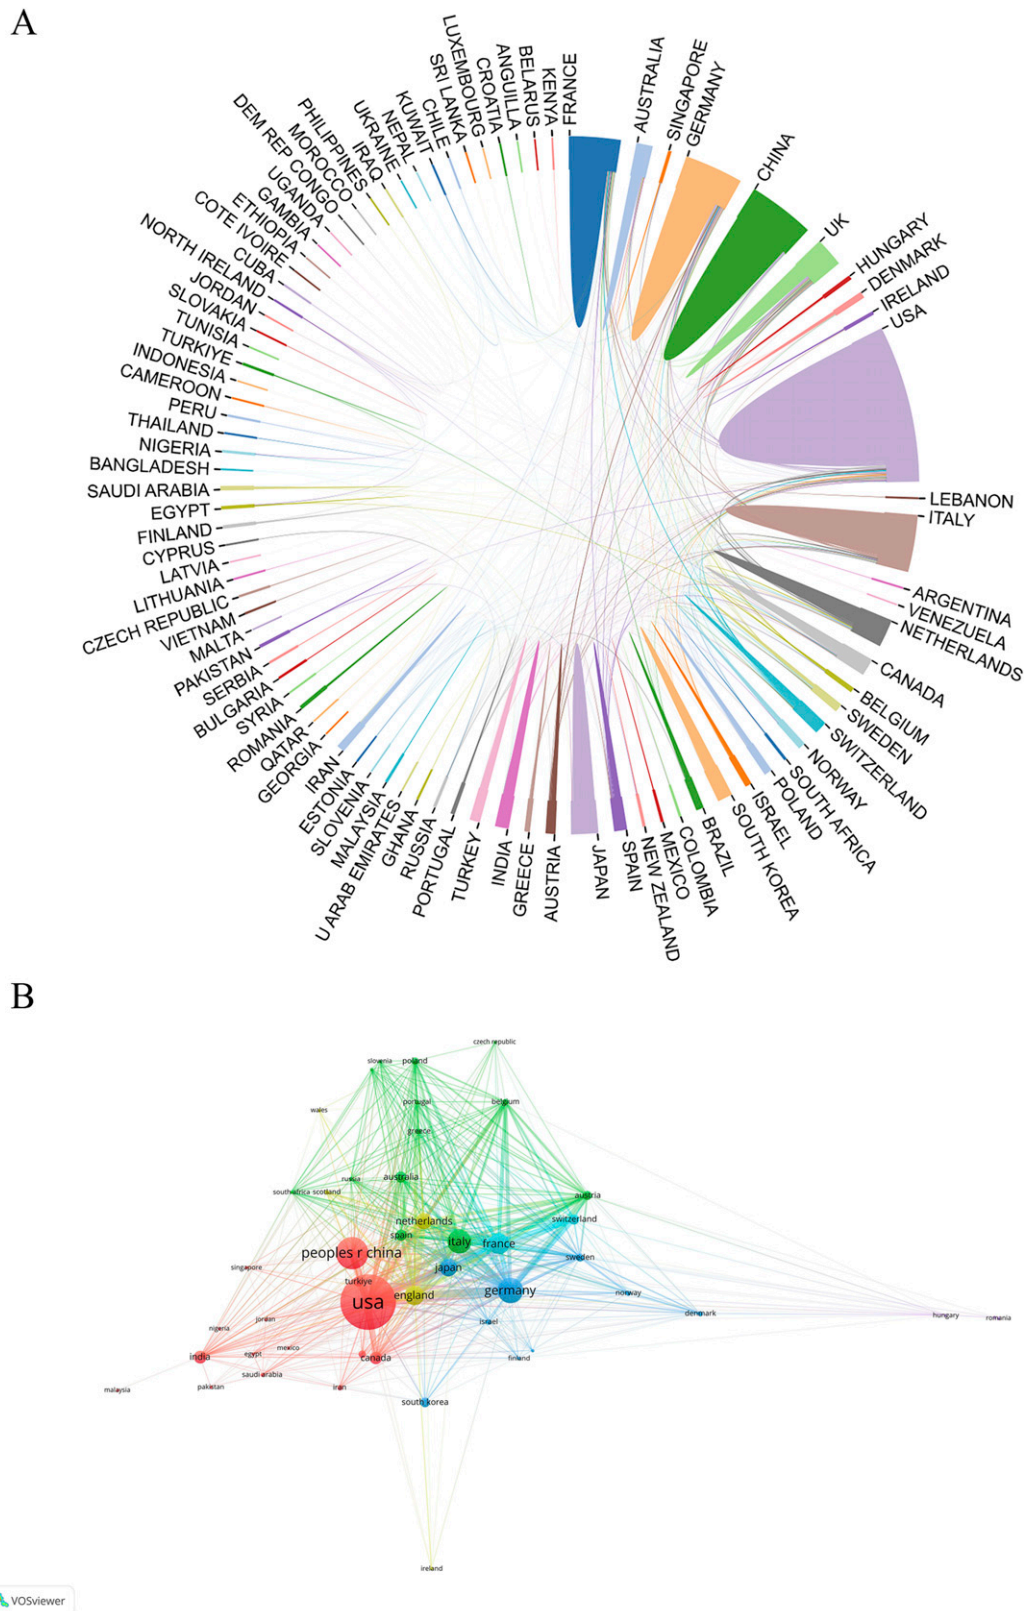 A
FRANCE
AUSTRALIA
SINGAPORE
GERMANY
CHINA
UK
HUNGARY
DENMARK
IRELAND
USA
LEBANON
ITALY
ARGENTINA
VENEZUELA
NETHERLANDS
CANADA
BELGIUM
SWEDEN
SWITZERLAND
NORWAY
SOUTH AFRICA
POLAND
ISRAEL
SOUTH KOREA
BRAZIL
COLOMBIA
MEXICO
NEW ZEALAND
SPAIN
JAPAN
AUSTRIA
GREECE
INDIA
TURKEY
PORTUGAL
RUSSIA
GHANA
U ARAB EMIRATES
MALAYSIA
SLOVENIA
ESTONIA
IRAN
GEORGIA
QATAR
ROMANIA
SYRIA
BULGARIA
SERBIA
PAKISTAN
MALTA
VIETNAM
CZECH REPUBLIC
LITHUANIA
LATVIA
CYPRUS
FINLAND
EGYPT
SAUDI ARABIA
BANGLADESH
NIGERIA
THAILAND
PERU
CAMEROON
INDONESIA
TURKIYE
TUNISIA
SLOVAKIA
JORDAN
NORTH IRELAND
CUBA
COTE IVOIRE
ETHIOPIA
GAMBIA
UGANDA
DEM REP CONGO
MOROCCO
PHILIPPINES
IRAQ
UKRAINE
NEPAL
KUWAIT
CHILE
SRI LANKA
LUXEMBOURG
CROATIA
ANGUILLA
BELARUS
KENYA
B
czech republic
slovenia
poland
portugal
belgium
wales
greece
russia
australia
south africa
scotland
austria
netherlands
switzerland
spain
italy
france
peoples r china
sweden
singapore
japan
turkiye
germany
england
norway
usa
denmark
hungary
romania
jordan
israel
nigeria
mexico
egypt
india
canada
finland
saudi arabia
malaysia
pakistan
iran
south korea
ireland
VOSviewer